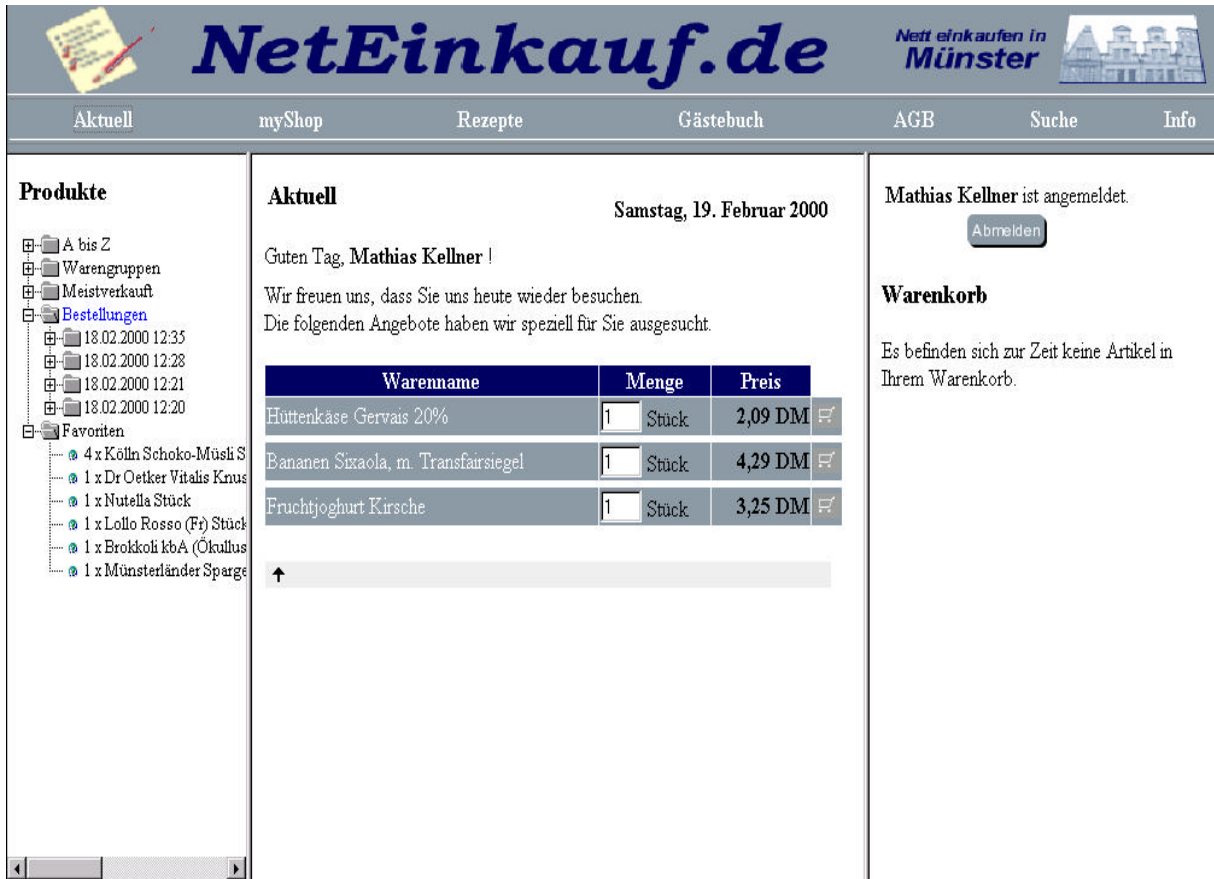 NetEinkauf.de
Nett einkaufen in
Münster
Aktuell myShop Rezepte Gästebuch AGB Suche Info
Produkte
A bis Z
Warengruppen
Meistverkauft
Bestellungen
18.02.2000 12:35
18.02.2000 12:28
18.02.2000 12:21
18.02.2000 12:20
Favoriten
4 x Kölln Schoko-Müsli S
1 x Dr Oetker Vitalis Knus
1 x Nutella Stück
1 x Lollo Rosso (Fr) Stück
1 x Brokkoli kbA (Ökullus
1 x Münsterländer Sparge
Aktuell
Samstag, 19. Februar 2000
Guten Tag, Mathias Kellner !
Wir freuen uns, dass Sie uns heute wieder besuchen.
Die folgenden Angebote haben wir speziell für Sie ausgesucht.
Warenname Menge Preis
Hüttenkäse Gervais 20% 1 Stück 2,09 DM
Bananen Sixaola, m. Transfairsiegel 1 Stück 4,29 DM
Fruchtjoghurt Kirsche 1 Stück 3,25 DM
Mathias Kellner ist angemeldet.
Abmelden
Warenkorb
Es befinden sich zur Zeit keine Artikel in
Ihrem Warenkorb.